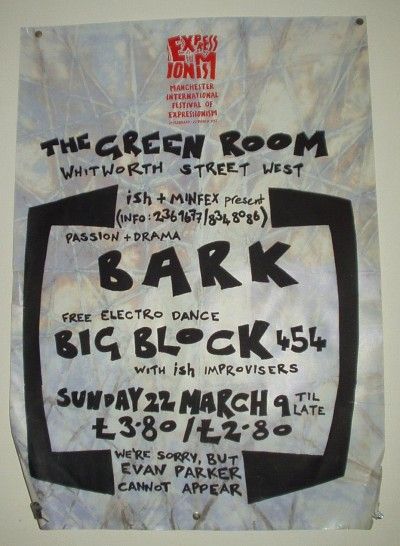 EXPRESS
IONISM
MANCHESTER
INTERNATIONAL
FESTIVAL OF
EXPRESSIONISM
THE GREEN ROOM
WHITWORTH STREET WEST
ish + MINFEX present
(INFO: 236 1677/834 8086)
PASSION + DRAMA
BARK
FREE ELECTRO DANCE
BIG BLOCK 454
WITH ish IMPROVISERS
SUNDAY 22 MARCH 9 TIL
LATE
£3·80/£2·80
WE'RE SORRY, BUT
EVAN PARKER
CANNOT APPEAR